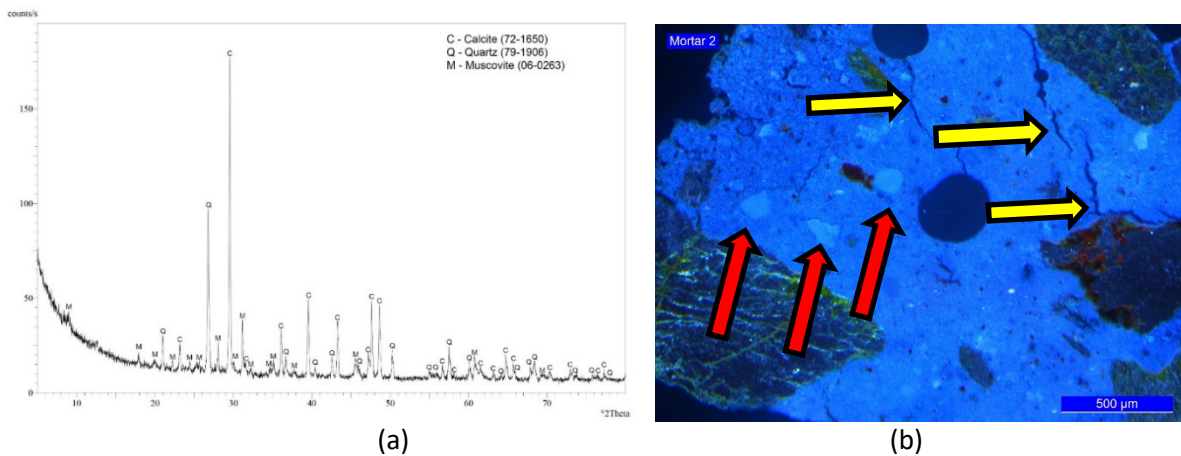 counts/s
C - Calcite (72-1650)
Q - Quartz (79-1906)
M - Muscovite (06-0263)
150
100
50
0
10
20
30
40
50
60
70
°2Theta
C
Q
M
(a)
Mortar 2
500 µm
(b)